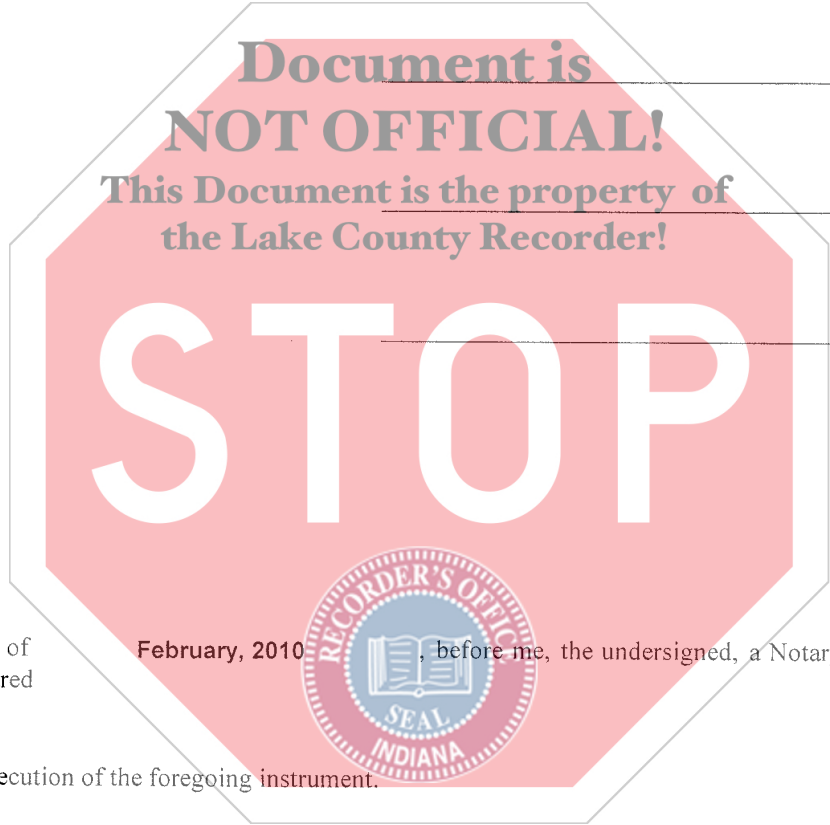 Document is
NOT OFFICIAL!
This Document is the property of
the Lake County Recorder!
STOP
RECORDER'S OFFICE
of February, 2010 , before me, the undersigned, a Notar
red
SEAL
INDIANA
ecution of the foregoing instrument.